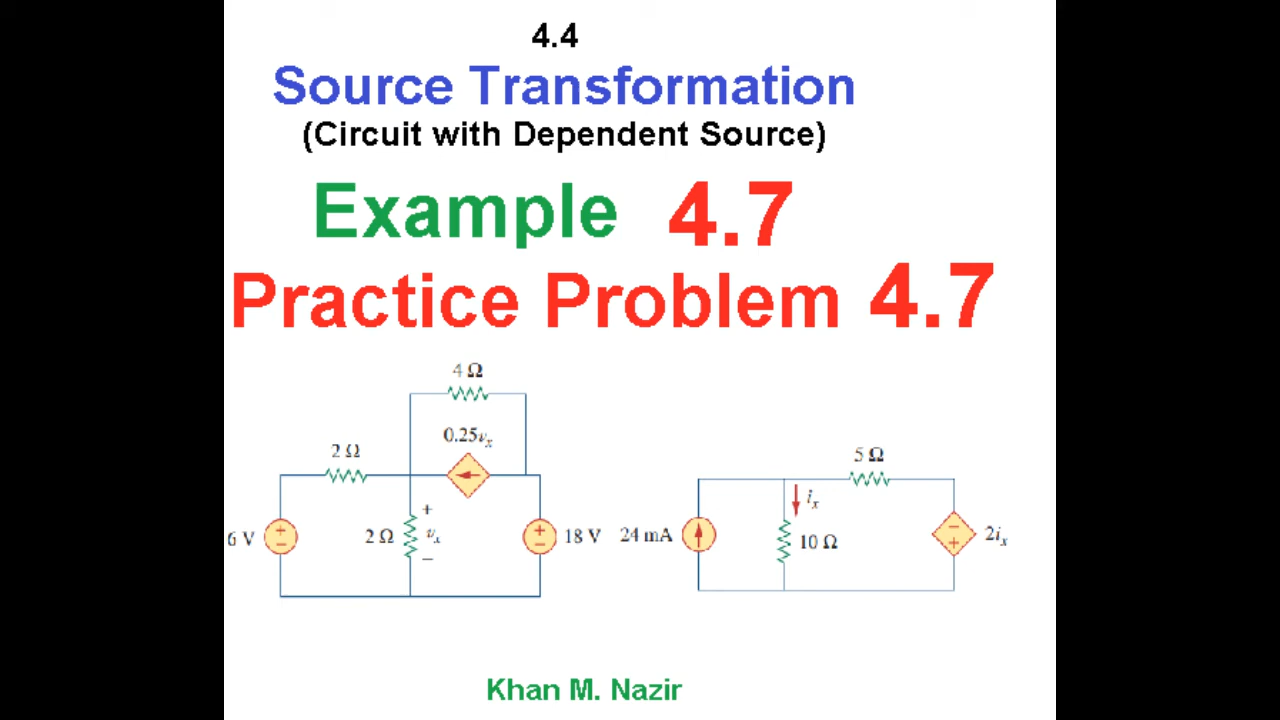 4.4
Source Transformation
(Circuit with Dependent Source)
Example 4.7
Practice Problem 4.7
4 Ω
0.25vx
2 Ω
5 Ω
+
ix
6 V
+
−
2 Ω
vx
+
−
18 V
24 mA
10 Ω
−
+
2ix
−
Khan M. Nazir